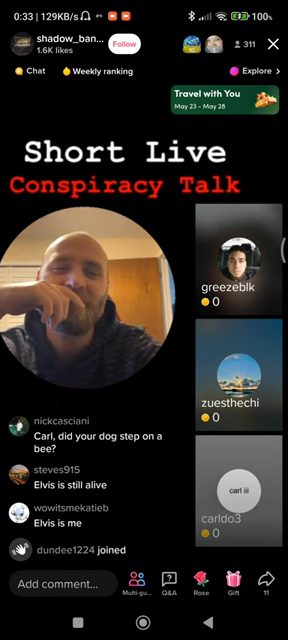 0:33 | 129KB/s
100%
shadow_ban...
1.6K likes
Follow
10
311
Chat
Weekly ranking
Explore >
Travel with You
May 23 - May 28
Short Live
Conspiracy Talk
greezeblk
0
zuesthechi
0
carl iii
carldo3
0
nickcasciani
Carl, did your dog step on a
bee?
steves915
Elvis is still alive
wowitsmekatieb
Elvis is me
dundee1224 joined
Add comment...
Multi-gu...
Q&A
Rose
Gift
11